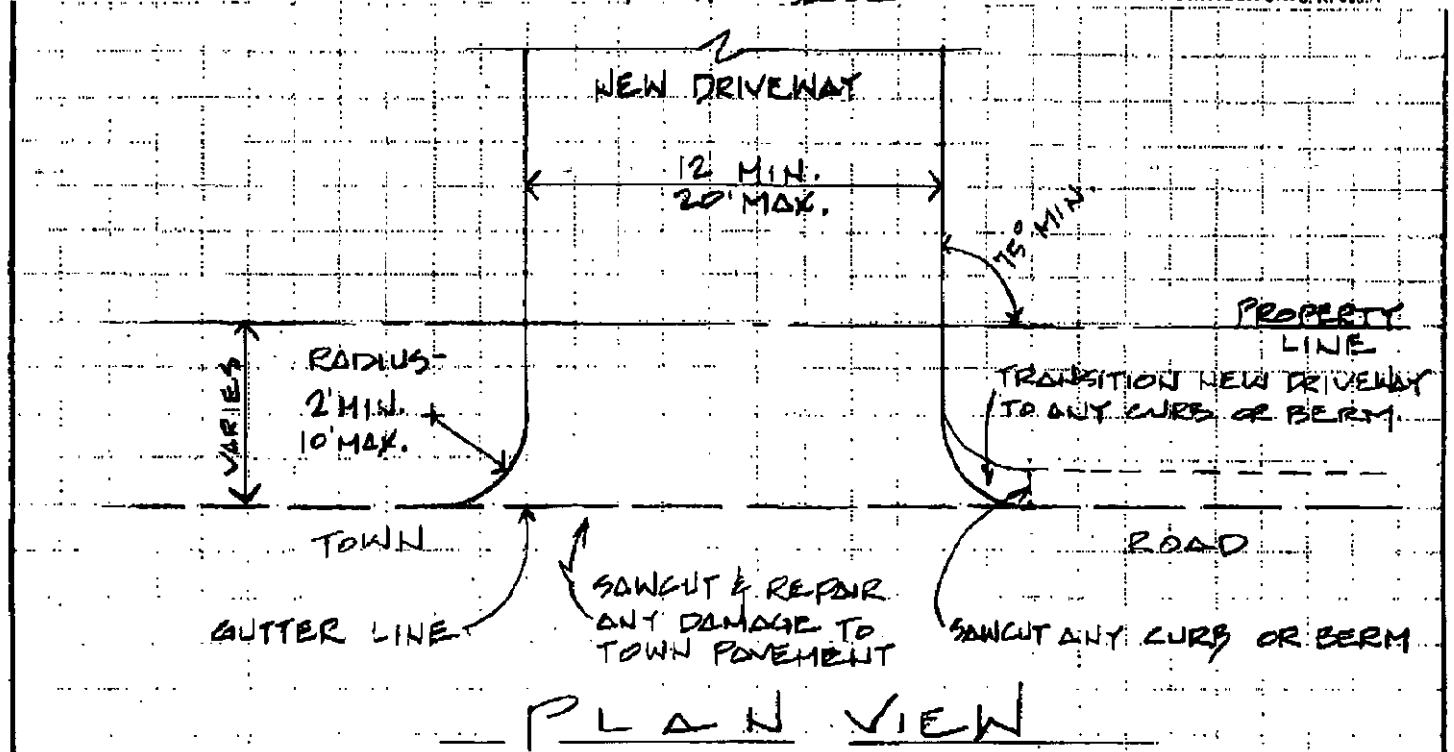 NEW DRIVEWAY
12' MIN.
20' MAX.
75° MIN.
PROPERTY
LINE
VARIES
RADIUS-
2' MIN.
10' MAX.
TRANSITION NEW DRIVEWAY
TO ANY CURB OR BERM.
TOWN
ROAD
GUTTER LINE
SAWCUT & REPAIR
ANY DAMAGE TO
TOWN PAVEMENT
SAWCUT ANY CURB OR BERM
PLAN VIEW